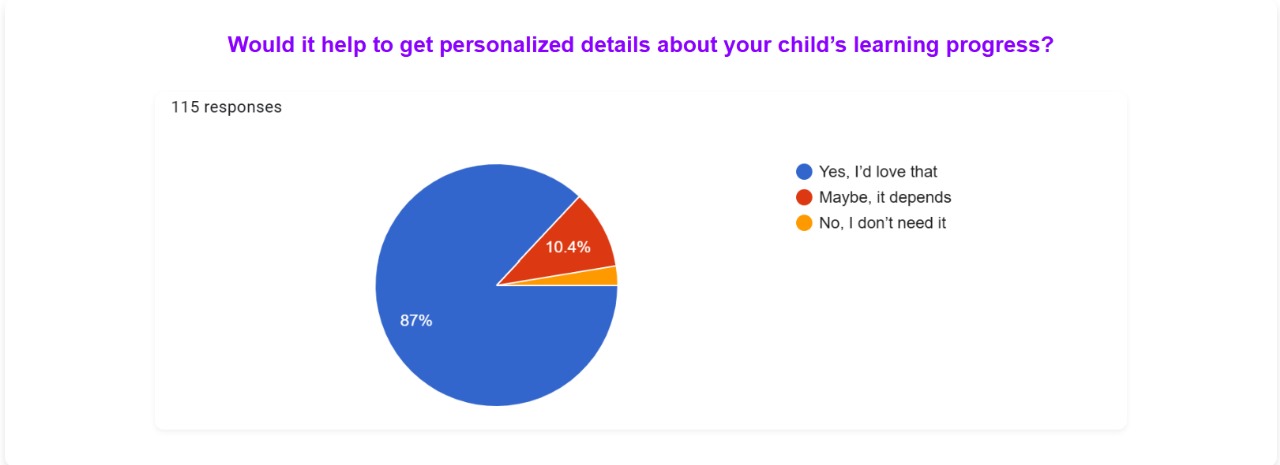 Would it help to get personalized details about your child’s learning progress?
115 responses
Yes, I’d love that
Maybe, it depends
No, I don’t need it
10.4%
87%